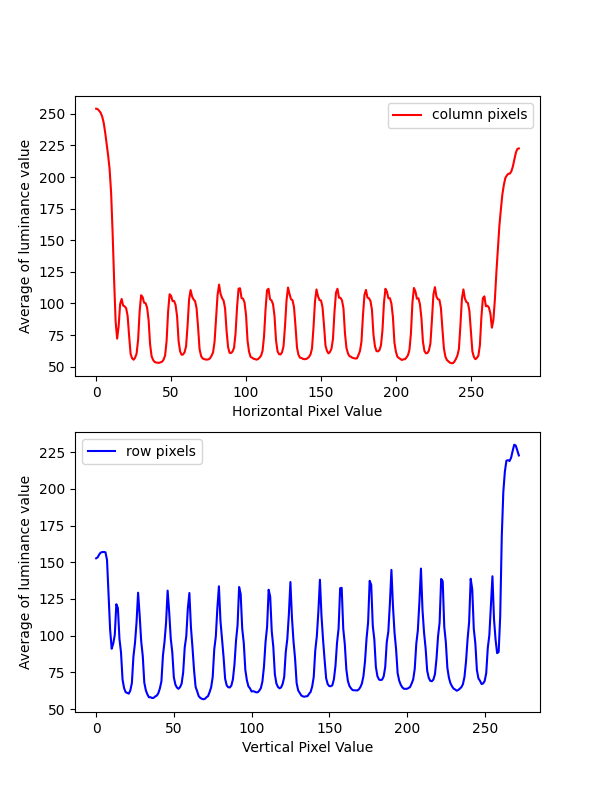 250
225
200
175
150
125
100
75
50
Average of luminance value
column pixels
0 50 100 150 200 250
Horizontal Pixel Value
225
200
175
150
125
100
75
50
Average of luminance value
row pixels
0 50 100 150 200 250
Vertical Pixel Value